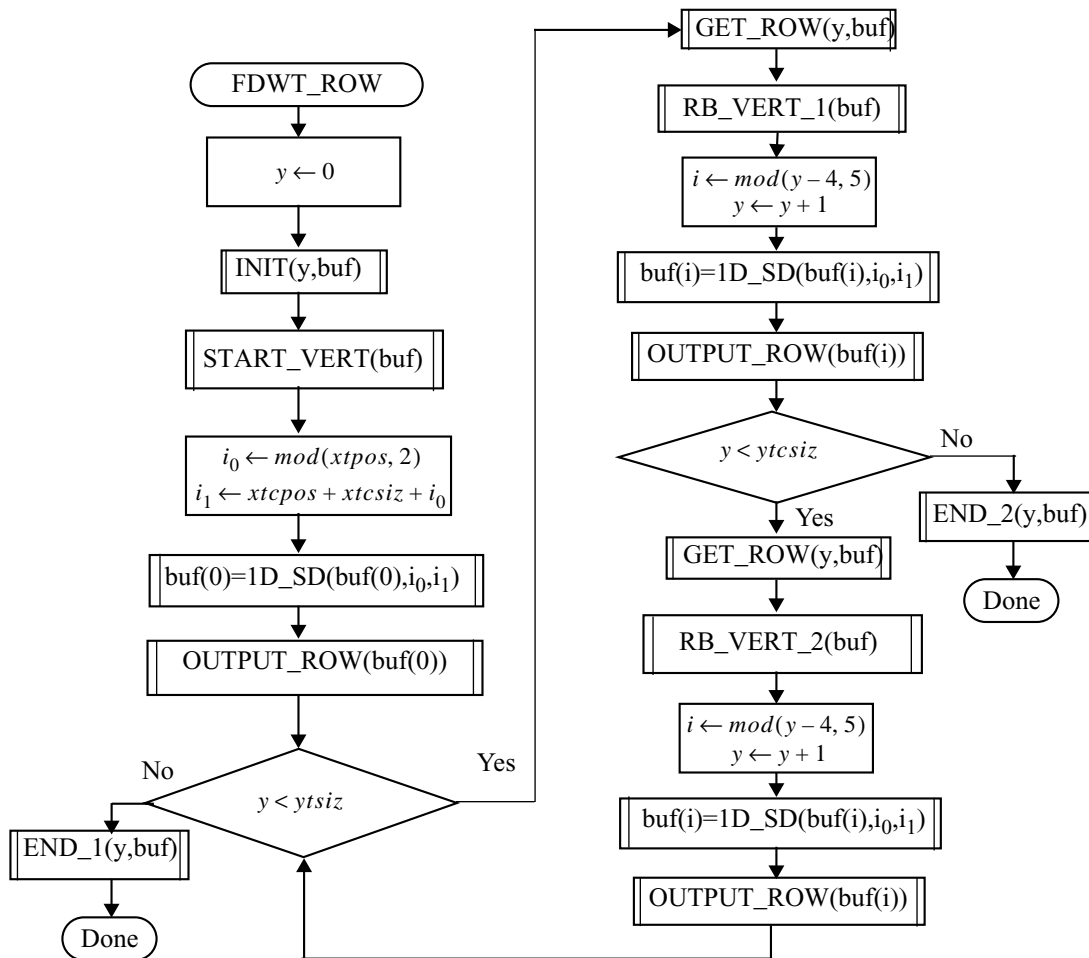 FDWT_ROW
y ← 0
INIT(y,buf)
START_VERT(buf)
i0 ← mod(xtpos, 2)
i1 ← xtcpos + xtcsiz + i0
buf(0)=1D_SD(buf(0),i0,i1)
OUTPUT_ROW(buf(0))
No
Yes
y < ytsiz
END_1(y,buf)
Done
GET_ROW(y,buf)
RB_VERT_1(buf)
i ← mod(y – 4, 5)
y ← y + 1
buf(i)=1D_SD(buf(i),i0,i1)
OUTPUT_ROW(buf(i))
y < ytcsiz
No
END_2(y,buf)
Done
Yes
GET_ROW(y,buf)
RB_VERT_2(buf)
i ← mod(y – 4, 5)
y ← y + 1
buf(i)=1D_SD(buf(i),i0,i1)
OUTPUT_ROW(buf(i))